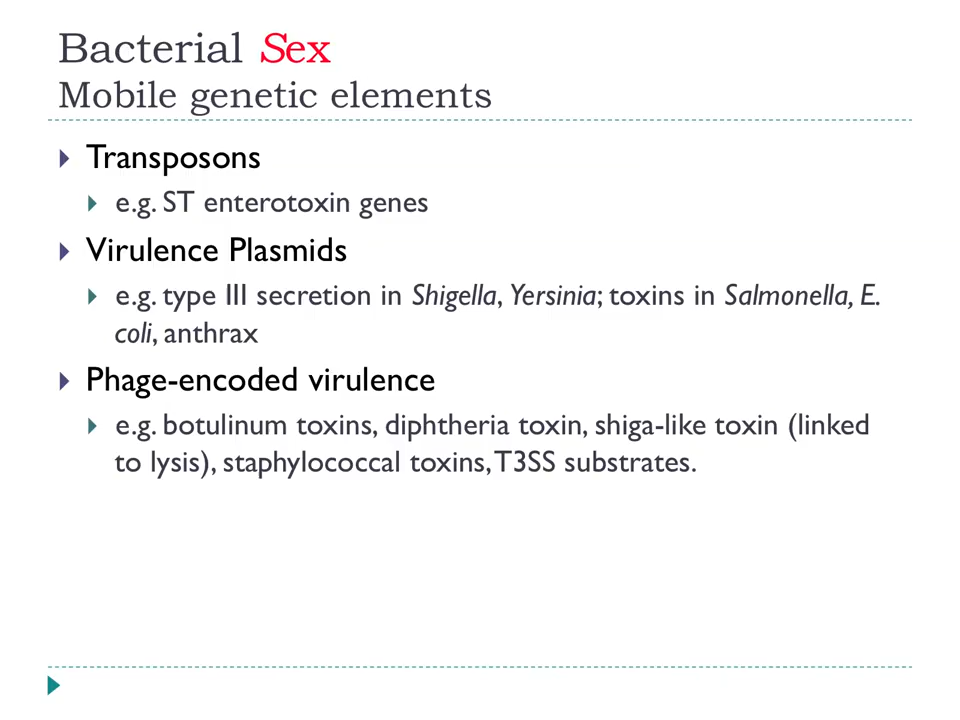 Bacterial Sex
Mobile genetic elements
Transposons
e.g. ST enterotoxin genes
Virulence Plasmids
e.g. type III secretion in Shigella, Yersinia; toxins in Salmonella, E.
coli, anthrax
Phage-encoded virulence
e.g. botulinum toxins, diphtheria toxin, shiga-like toxin (linked
to lysis), staphylococcal toxins, T3SS substrates.